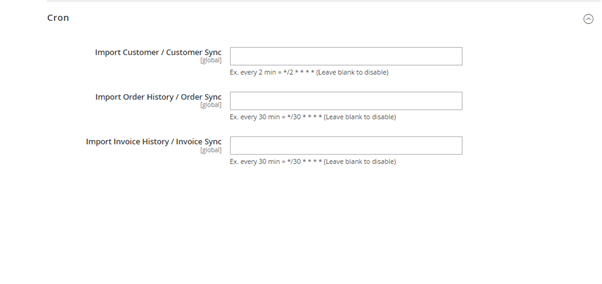 Cron
Import Customer / Customer Sync
[global]
Ex. every 2 min = */2 * * * * (Leave blank to disable)
Import Order History / Order Sync
[global]
Ex. every 30 min = */30 * * * * (Leave blank to disable)
Import Invoice History / Invoice Sync
[global]
Ex. every 30 min = */30 * * * * (Leave blank to disable)